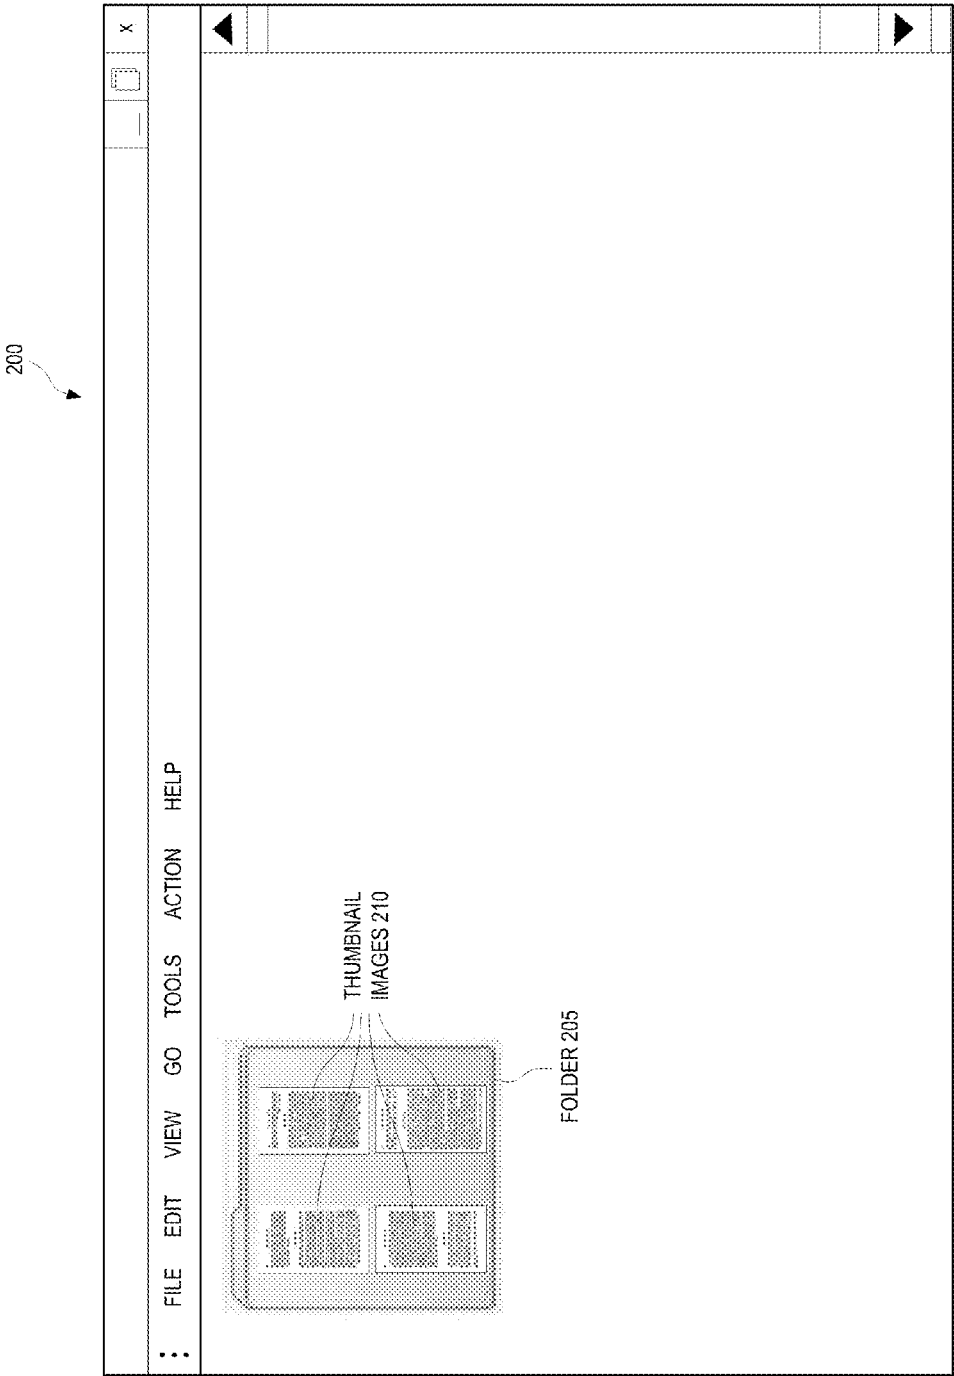 200
X
FILE EDIT VIEW GO TOOLS ACTION HELP
THUMBNAIL
IMAGES 210
FOLDER 205